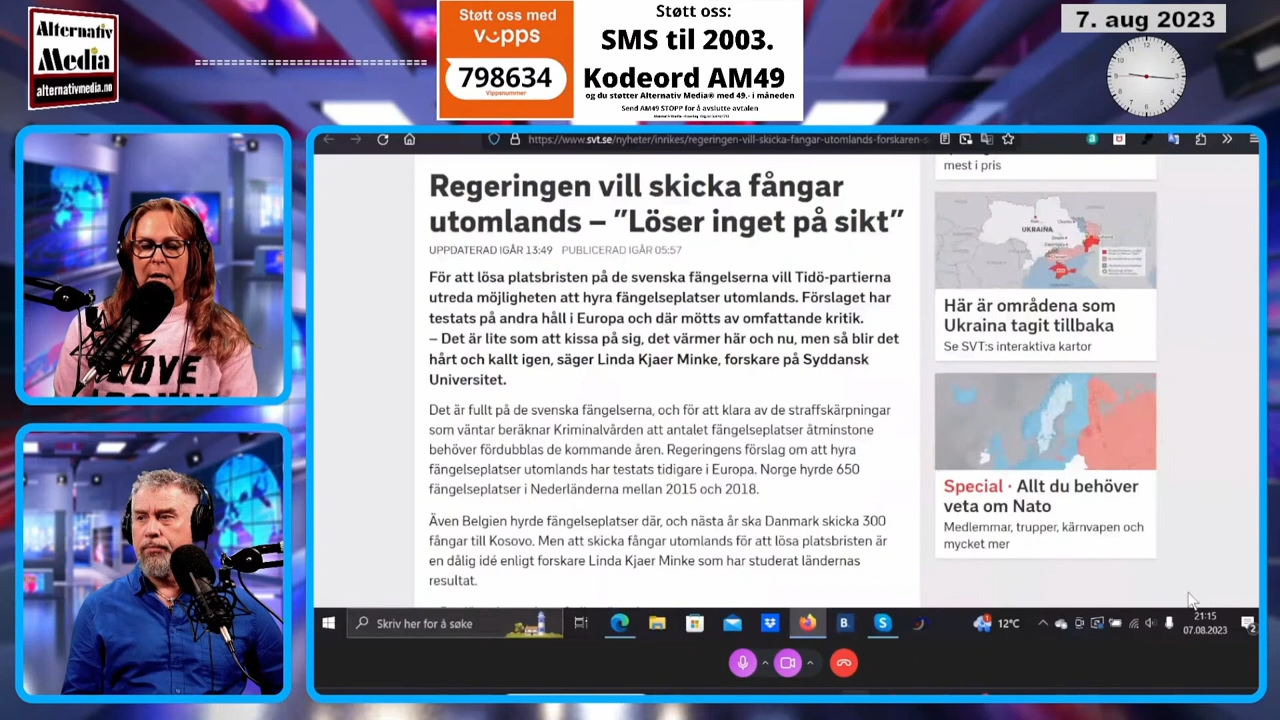 Alternativ
Media
alternativmedia.no
Støtt oss med
vipps
798634
Vippsnummer
Støtt oss:
SMS til 2003.
Kodeord AM49
og du støtter Alternativ Media® med 49.- i måneden
Send AM49 STOPP for å avslutte avtalen
7. aug 2023
https://www.svt.se/nyheter/inrikes/regeringen-vill-skicka-fangar-utomlands-forskaren-
Regeringen vill skicka fångar
utomlands – ”Löser inget på sikt”
UPPDATERAD IGÅR 13:49 PUBLICERAD IGÅR 05:57
För att lösa platsbristen på de svenska fängelserna vill Tidö-partierna
utreda möjligheten att hyra fängelseplatser utomlands. Förslaget har
testats på andra håll i Europa och där mötts av omfattande kritik.
– Det är lite som att kissa på sig, det värmer här och nu, men så blir det
hårt och kallt igen, säger Linda Kjaer Minke, forskare på Syddansk
Universitet.
Det är fullt på de svenska fängelserna, och för att klara av de straffskärpningar
som väntar beräknar Kriminalvården att antalet fängelseplatser åtminstone
behöver fördubblas de kommande åren. Regeringens förslag om att hyra
fängelseplatser utomlands har testats tidigare i Europa. Norge hyrde 650
fängelseplatser i Nederländerna mellan 2015 och 2018.
Även Belgien hyrde fängelseplatser där, och nästa år ska Danmark skicka 300
fångar till Kosovo. Men att skicka fångar utomlands för att lösa platsbristen är
en dålig idé enligt forskare Linda Kjaer Minke som har studerat ländernas
resultat.
mest i pris
UKRAINA
Här är områdena som
Ukraina tagit tillbaka
Se SVT:s interaktiva kartor
Special · Allt du behöver
veta om Nato
Medlemmar, trupper, kärnvapen och
mycket mer
LOVE
Skriv her for å søke
12°C
21:15
07.08.2023